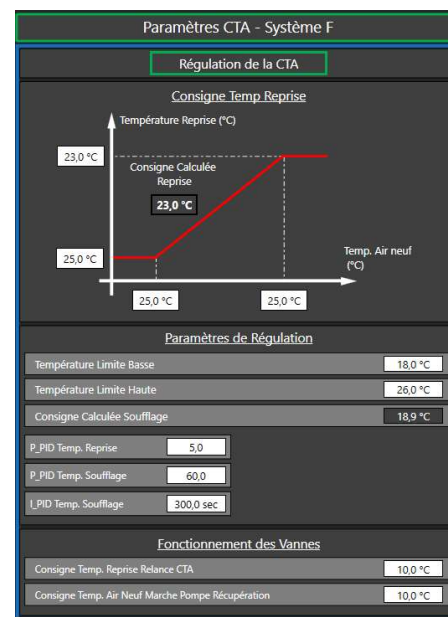 Paramètres CTA - Système F
Régulation de la CTA
Consigne Temp Reprise
Température Reprise (°C)
23,0 °C
Consigne Calculée
Reprise
23,0 °C
25,0 °C
Temp. Air neuf
(°C)
25,0 °C
25,0 °C
Paramètres de Régulation
Température Limite Basse
18,0 °C
Température Limite Haute
26,0 °C
Consigne Calculée Soufflage
18,9 °C
P_PID Temp. Reprise
5,0
P_PID Temp. Soufflage
60,0
I_PID Temp. Soufflage
300,0 sec
Fonctionnement des Vannes
Consigne Temp. Reprise Relance CTA
10,0 °C
Consigne Temp. Air Neuf Marche Pompe Récupération
10,0 °C